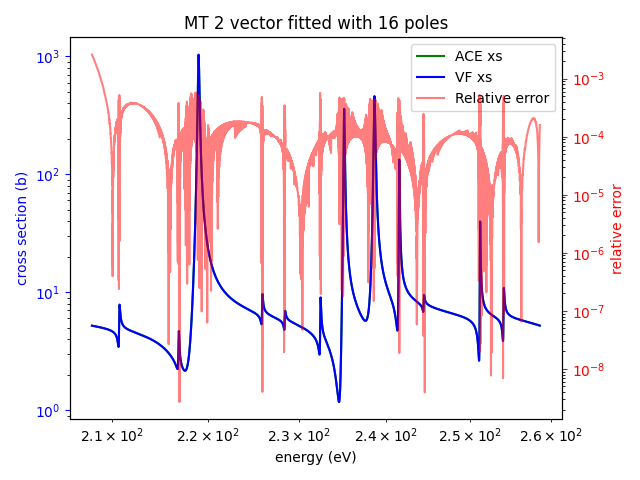 MT 2 vector fitted with 16 poles
ACE xs
VF xs
Relative error
cross section (b)
10³
10²
10¹
10⁰
relative error
10⁻³
10⁻⁴
10⁻⁵
10⁻⁶
10⁻⁷
10⁻⁸
2.1 × 10² 2.2 × 10² 2.3 × 10² 2.4 × 10² 2.5 × 10² 2.6 × 10²
energy (eV)